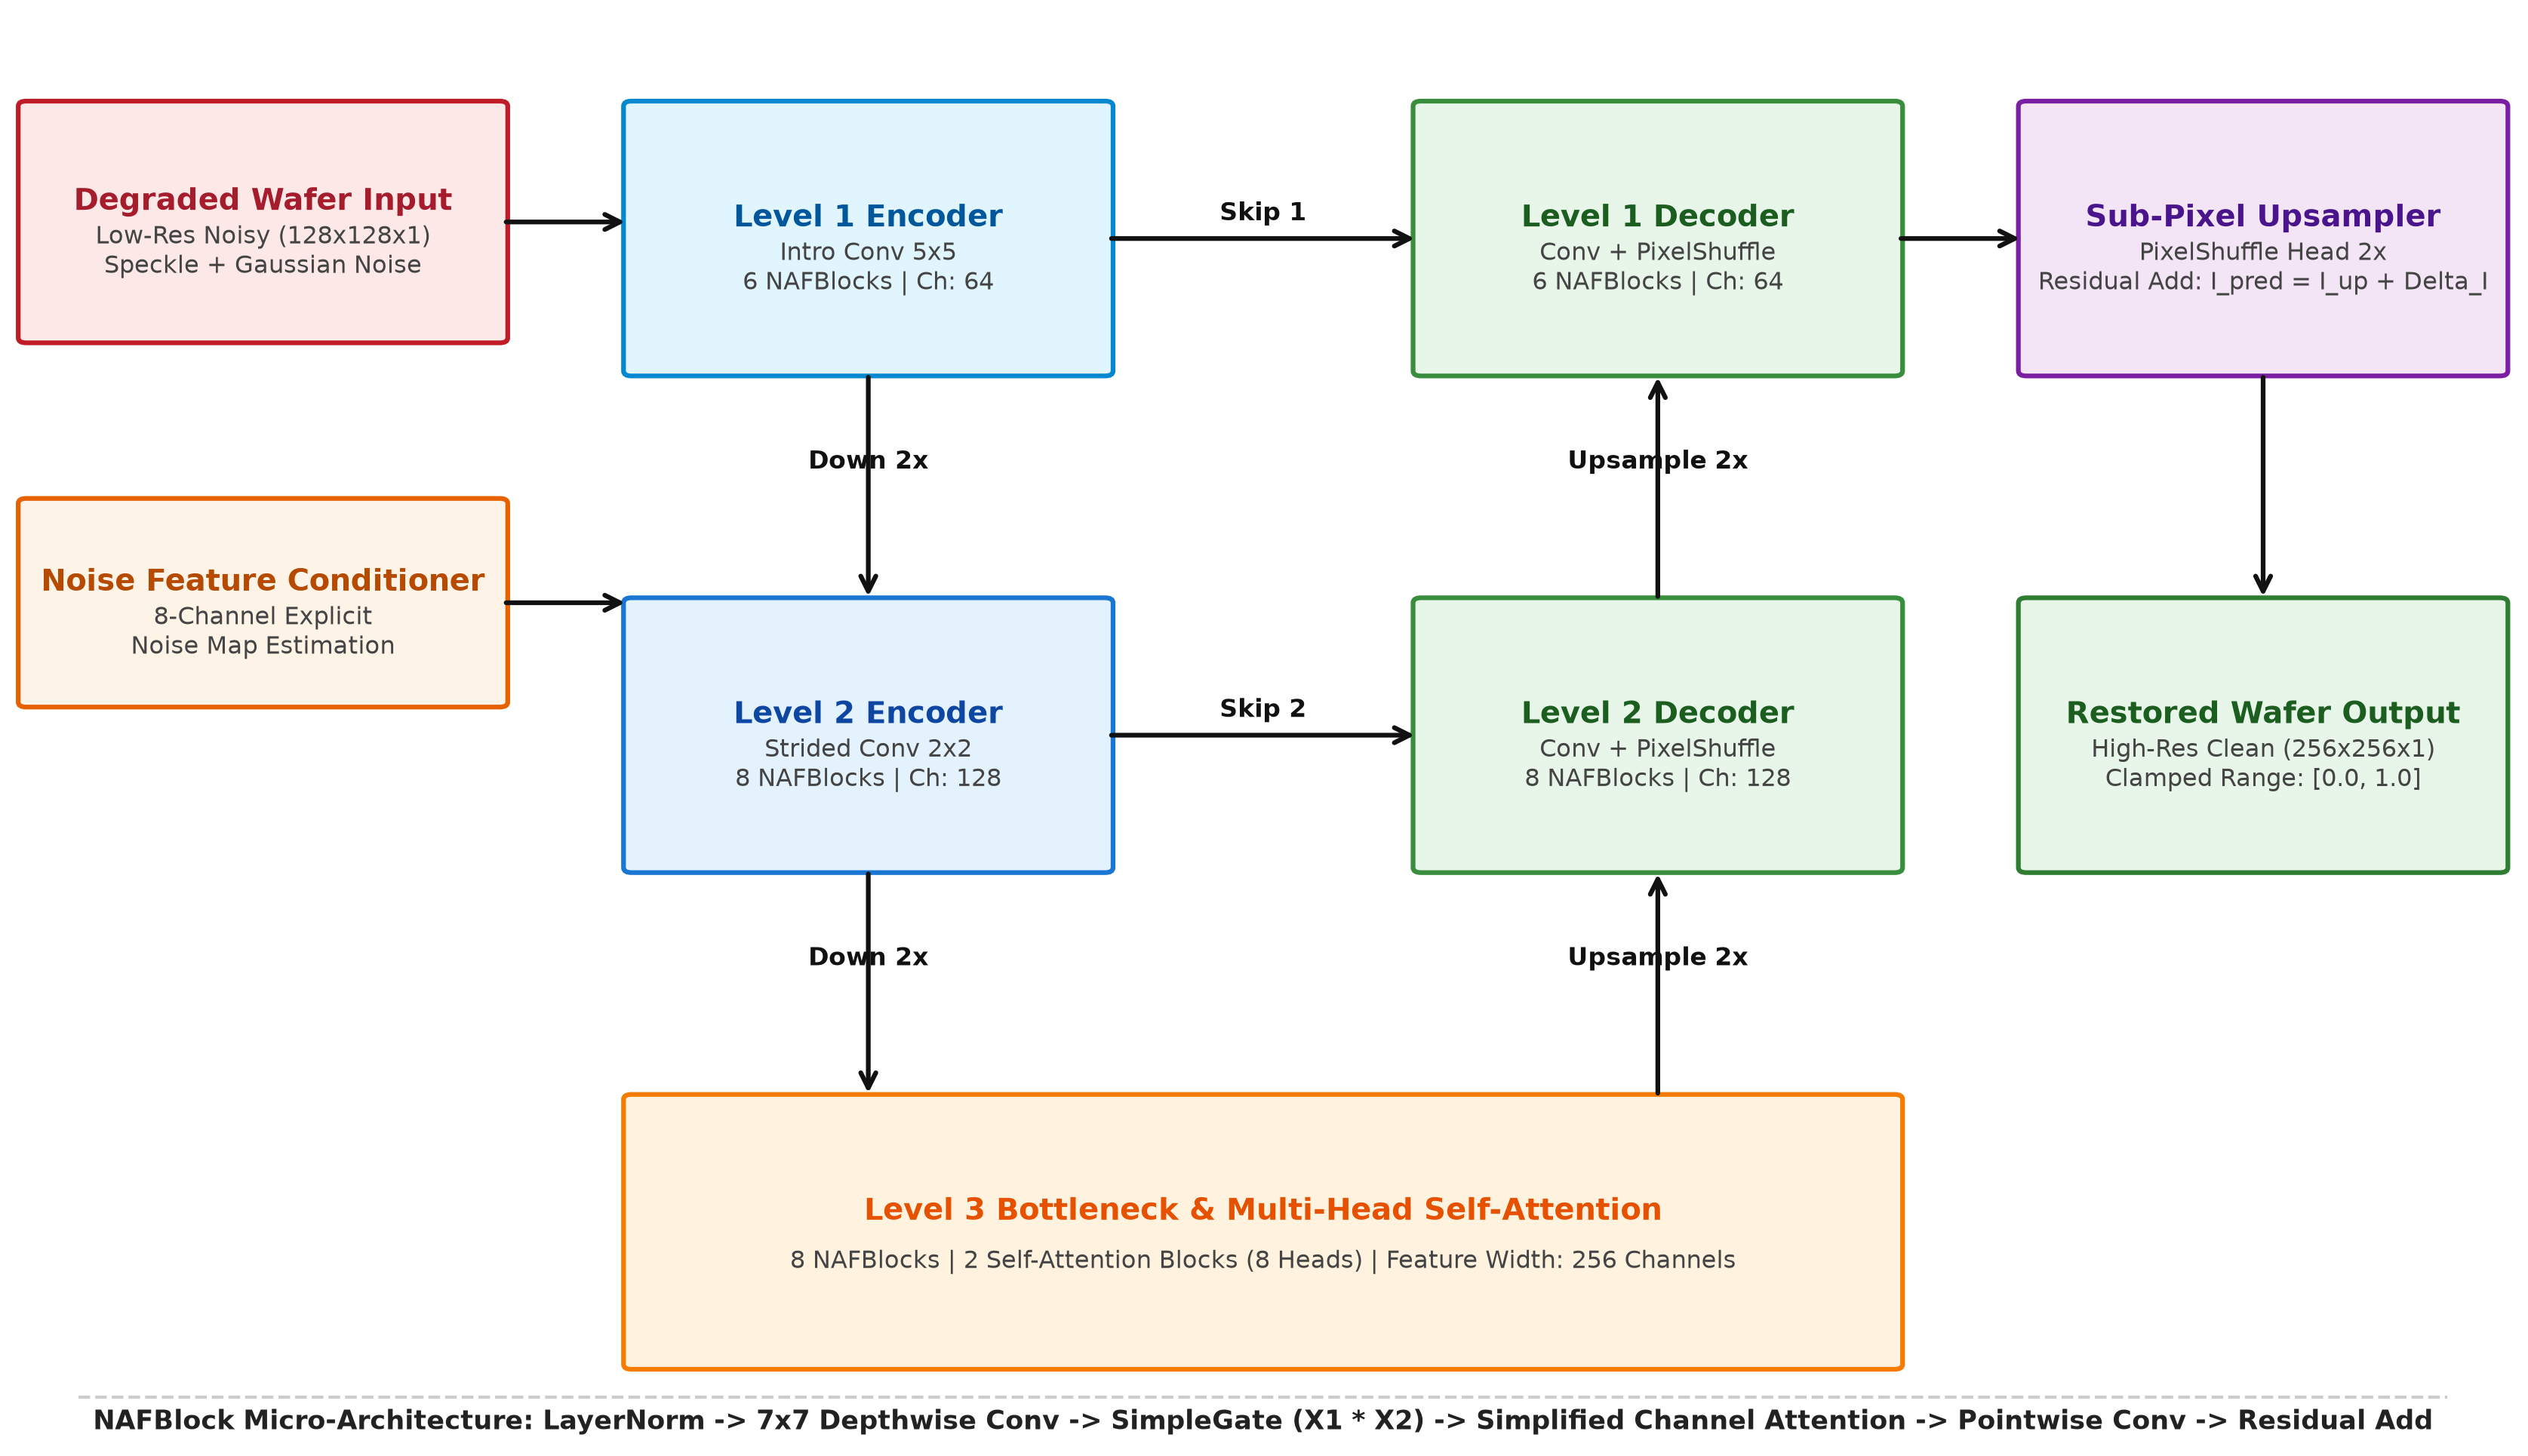 Degraded Wafer Input
Low-Res Noisy (128x128x1)
Speckle + Gaussian Noise
Level 1 Encoder
Intro Conv 5x5
6 NAFBlocks | Ch: 64
Skip 1
Level 1 Decoder
Conv + PixelShuffle
6 NAFBlocks | Ch: 64
Sub-Pixel Upsampler
PixelShuffle Head 2x
Residual Add: I_pred = I_up + Delta_I
Down 2x
Upsample 2x
Noise Feature Conditioner
8-Channel Explicit
Noise Map Estimation
Level 2 Encoder
Strided Conv 2x2
8 NAFBlocks | Ch: 128
Skip 2
Level 2 Decoder
Conv + PixelShuffle
8 NAFBlocks | Ch: 128
Restored Wafer Output
High-Res Clean (256x256x1)
Clamped Range: [0.0, 1.0]
Down 2x
Upsample 2x
Level 3 Bottleneck & Multi-Head Self-Attention
8 NAFBlocks | 2 Self-Attention Blocks (8 Heads) | Feature Width: 256 Channels
NAFBlock Micro-Architecture: LayerNorm -> 7x7 Depthwise Conv -> SimpleGate (X1 * X2) -> Simplified Channel Attention -> Pointwise Conv -> Residual Add